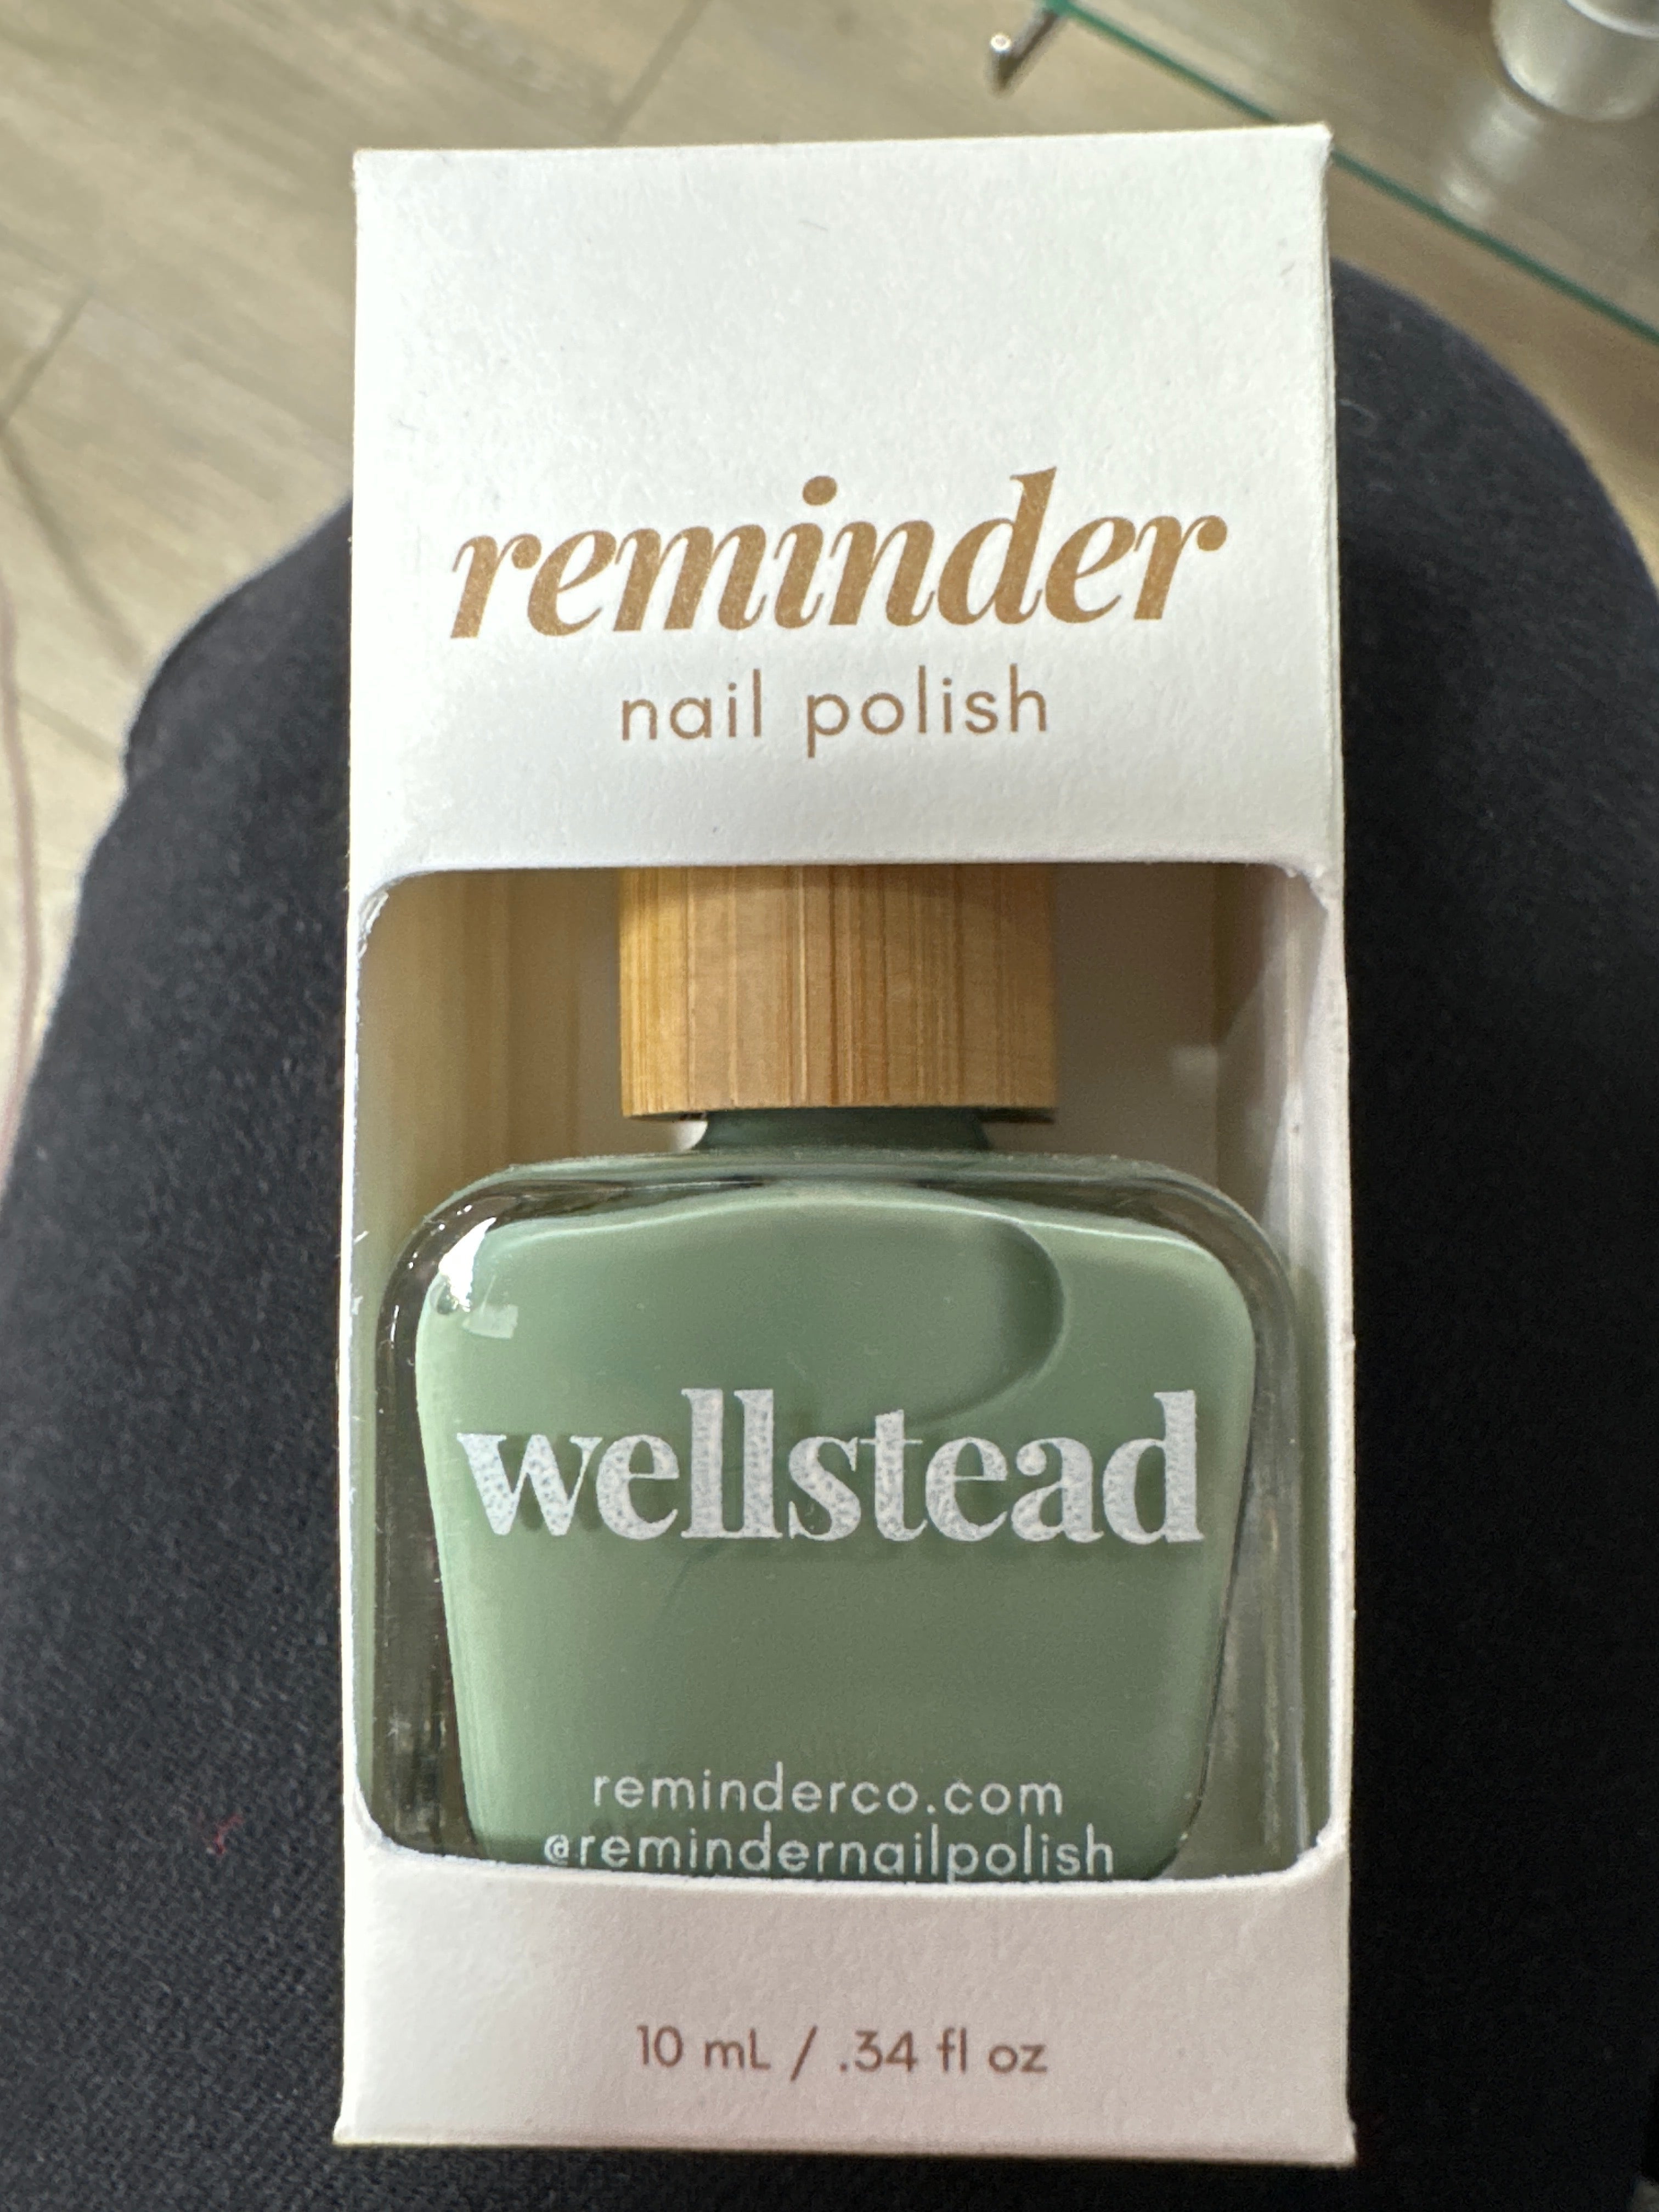 reminder
nail polish
wellstead
reminderco.com
@remindernailpolish
10 mL / .34 fl oz